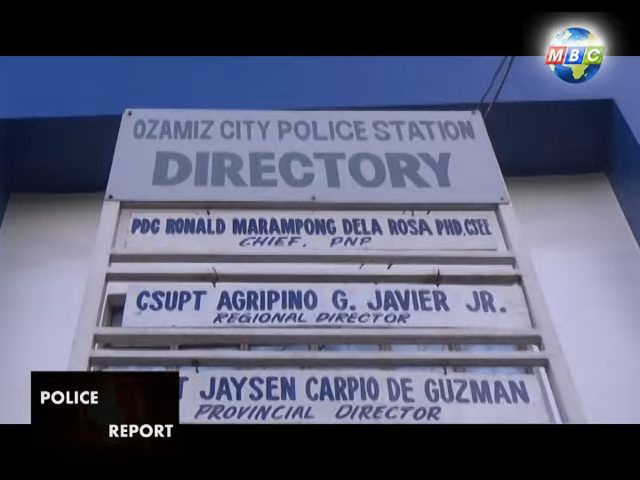 MBC
OZAMIZ CITY POLICE STATION
DIRECTORY
PDG RONALD MARAMPONG DELA ROSA PHD, CSEE
CHIEF, PNP
CSUPT AGRIPINO G. JAVIER JR.
REGIONAL DIRECTOR
T JAYSEN CARPIO DE GUZMAN
PROVINCIAL DIRECTOR
POLICE
REPORT